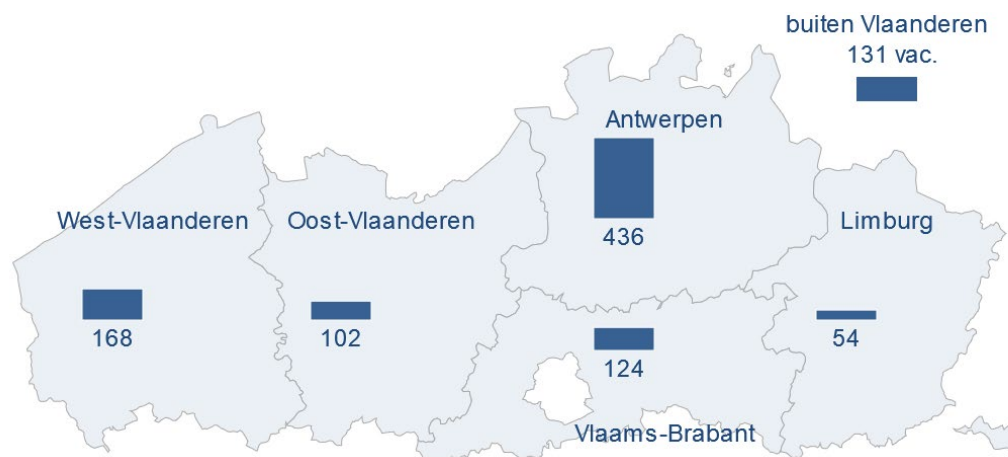 buiten Vlaanderen
131 vac.
Antwerpen
436
West-Vlaanderen
168
Oost-Vlaanderen
102
Limburg
54
124
Vlaams-Brabant